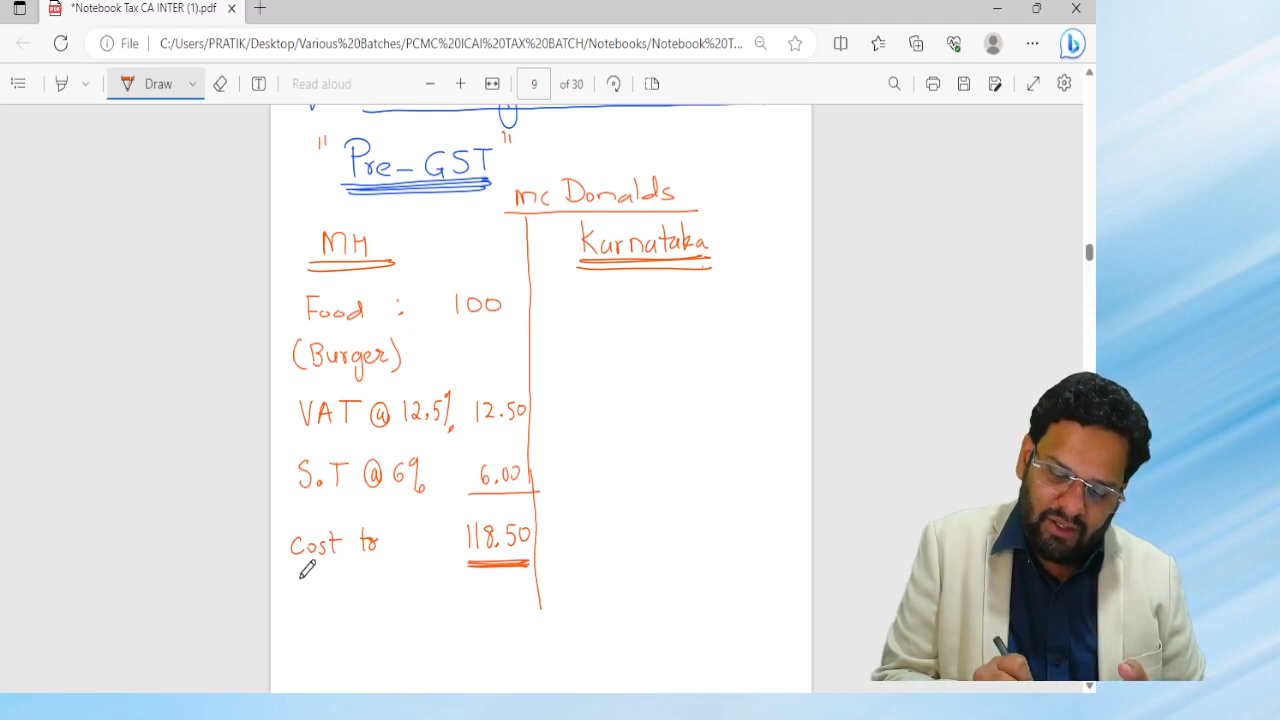 *Notebook Tax CA INTER (1).pdf
File
C:/Users/PRATIK/Desktop/Various%20Batches/PCMC%20ICAI%20TAX%20BATCH/Notebooks/Notebook%20T...
Draw
Read aloud
9 of 30
" Pre-GST "
mc Donalds
MH
Karnataka
Food : 100
(Burger)
VAT @ 12.5% 12.50
S.T @ 6% 6.00
Cost to 118.50